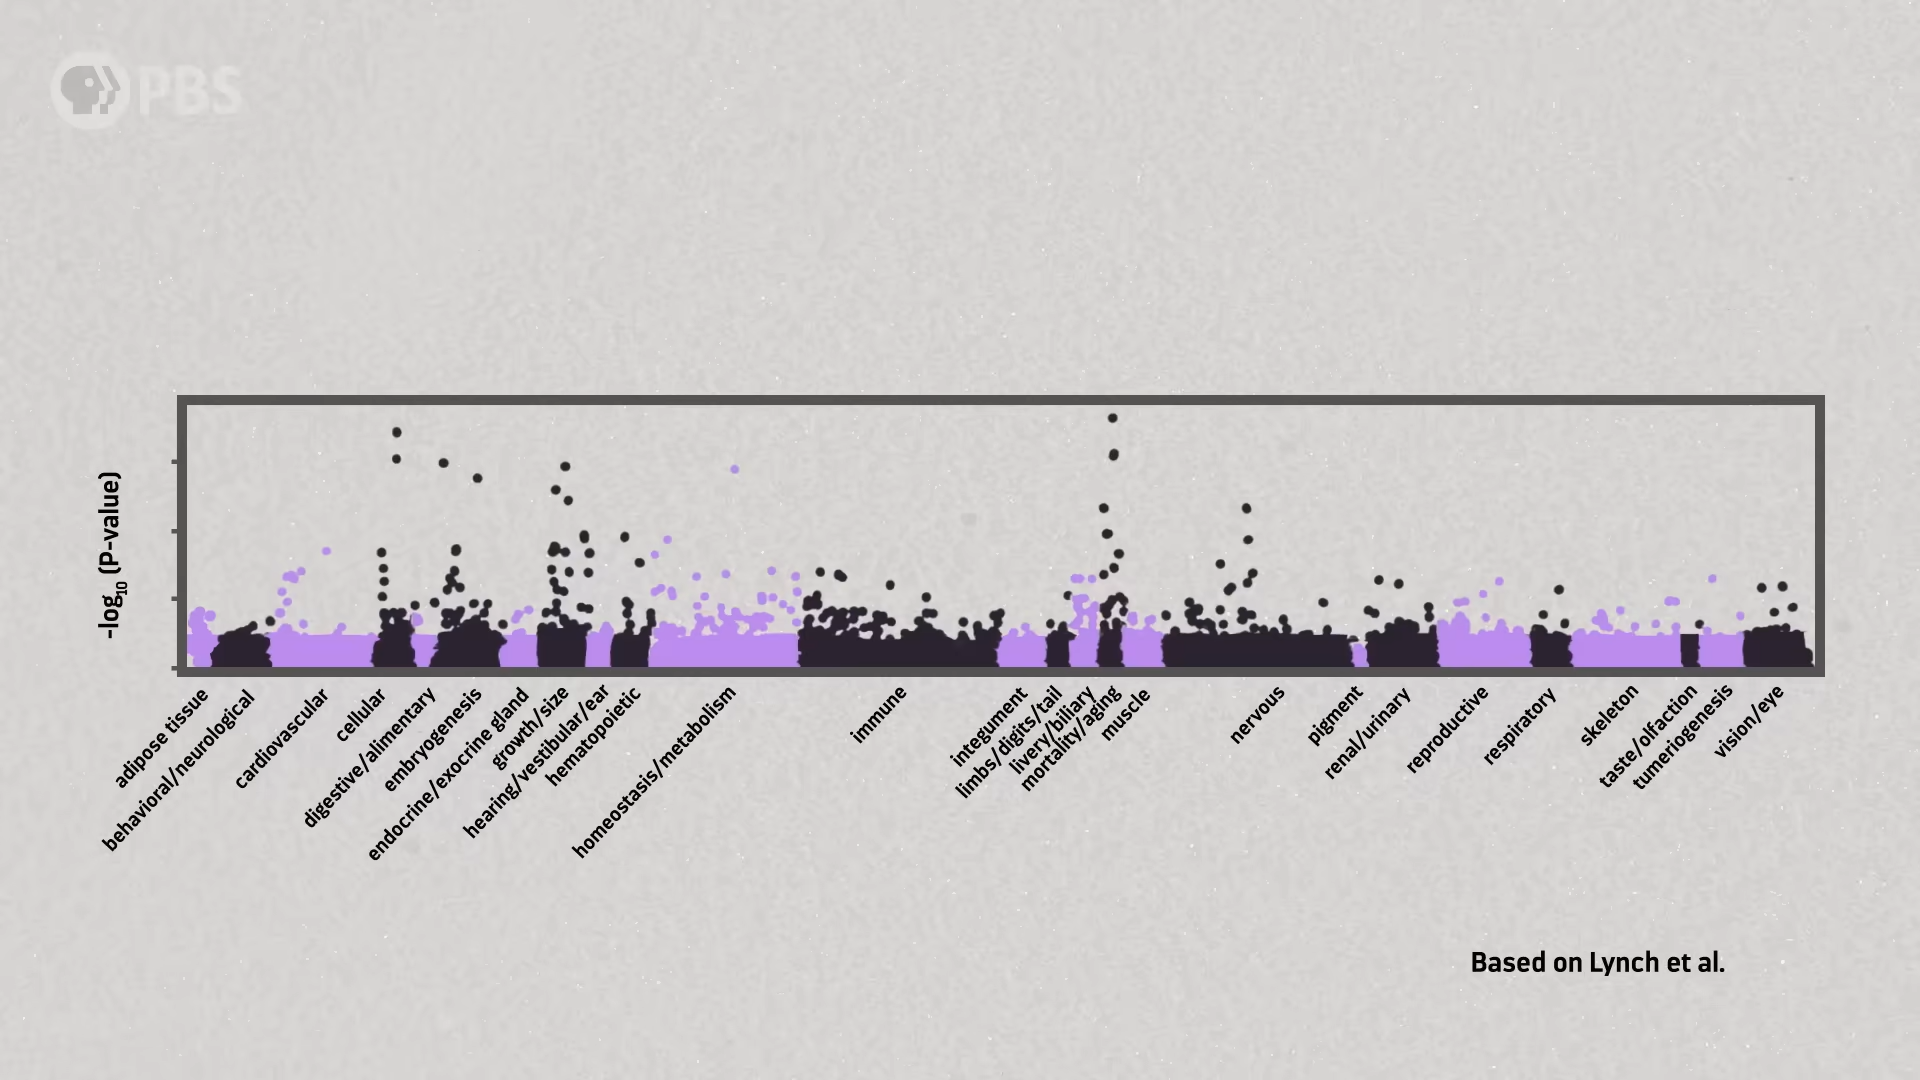 PBS
-log10 (P-value)
adipose tissue
behavioral/neurological
cardiovascular
cellular
digestive/alimentary
embryogenesis
endocrine/exocrine gland
growth/size
hearing/vestibular/ear
hematopoietic
homeostasis/metabolism
immune
integument
limbs/digits/tail
livery/biliary
mortality/aging
muscle
nervous
pigment
renal/urinary
reproductive
respiratory
skeleton
taste/olfaction
tumeriogenesis
vision/eye
Based on Lynch et al.